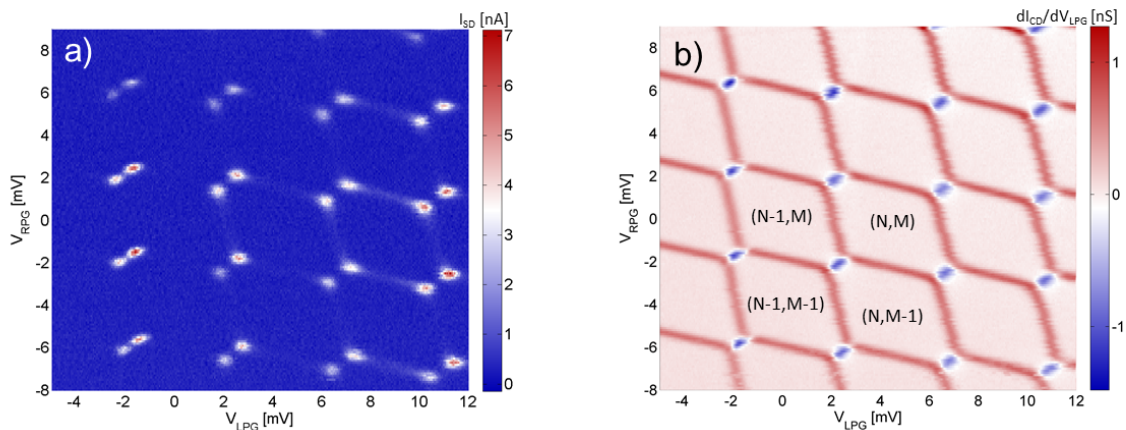 a)
I_SD [nA]
7
6
5
4
3
2
1
0
8
6
4
2
0
-2
-4
-6
-8
V_RPG [mV]
-4 -2 0 2 4 6 8 10 12
V_LPG [mV]
b)
dI_CD/dV_LPG [nS]
1
0
-1
8
6
4
2
0
-2
-4
-6
-8
V_RPG [mV]
(N-1,M) (N,M)
(N-1,M-1) (N,M-1)
-4 -2 0 2 4 6 8 10 12
V_LPG [mV]